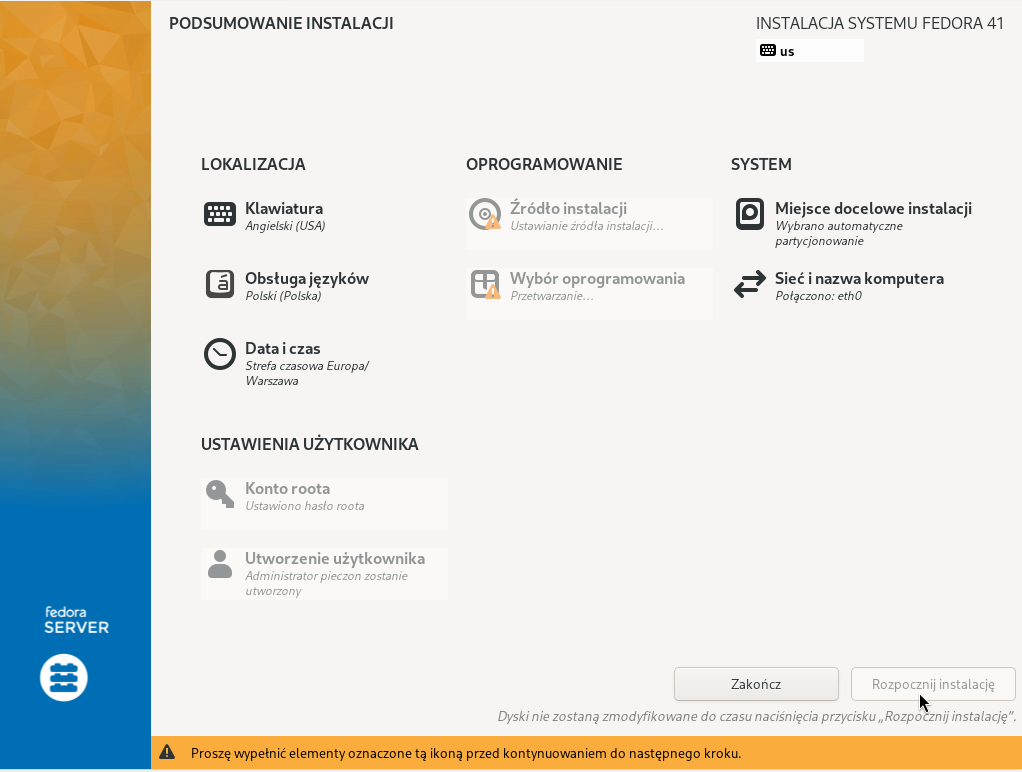 PODSUMOWANIE INSTALACJI
INSTALACJA SYSTEMU FEDORA 41
us
LOKALIZACJA
Klawiatura
Angielski (USA)
Obsługa języków
Polski (Polska)
Data i czas
Strefa czasowa Europa/
Warszawa
OPROGRAMOWANIE
Źródło instalacji
Ustawianie źródła instalacji...
Wybór oprogramowania
Przetwarzanie...
SYSTEM
Miejsce docelowe instalacji
Wybrano automatyczne
partycjonowanie
Sieć i nazwa komputera
Połączono: eth0
USTAWIENIA UŻYTKOWNIKA
Konto roota
Ustawiono hasło roota
Utworzenie użytkownika
Administrator pieczon zostanie
utworzony
fedora
SERVER
Zakończ
Rozpocznij instalację
Dyski nie zostaną zmodyfikowane do czasu naciśnięcia przycisku „Rozpocznij instalację”.
Proszę wypełnić elementy oznaczone tą ikoną przed kontynuowaniem do następnego kroku.